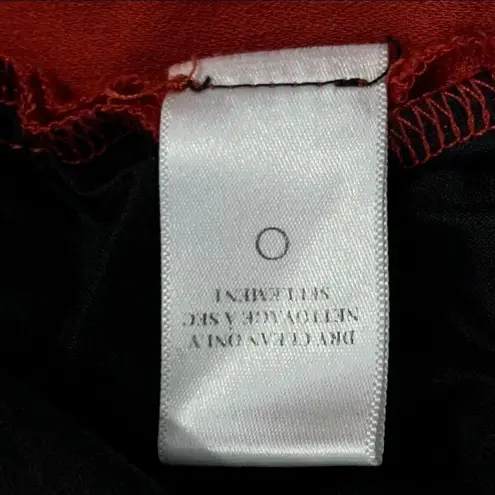 DRY CLEAN ONLY
NETTOYAGE À SEC
SEULEMENT